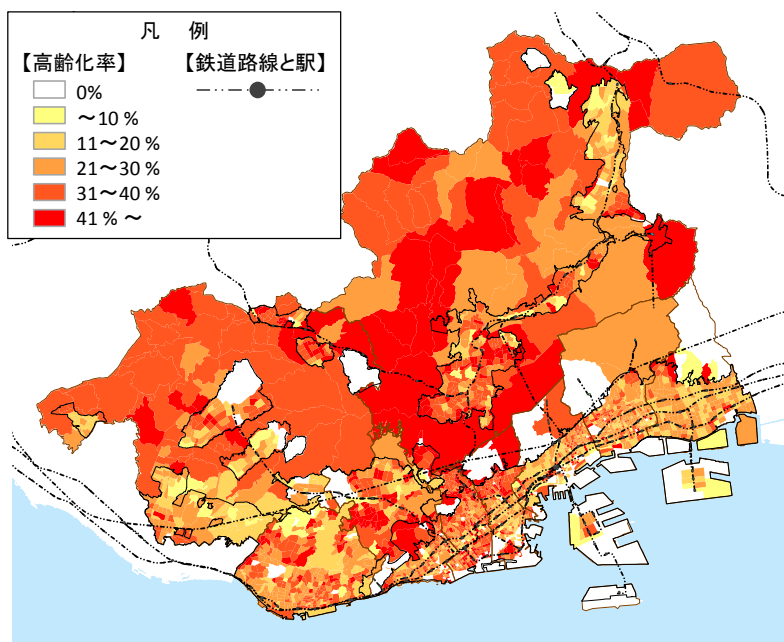 凡 例
【高齢化率】 【鉄道路線と駅】
0%
～10 %
11～20 %
21～30 %
31～40 %
41 % ～